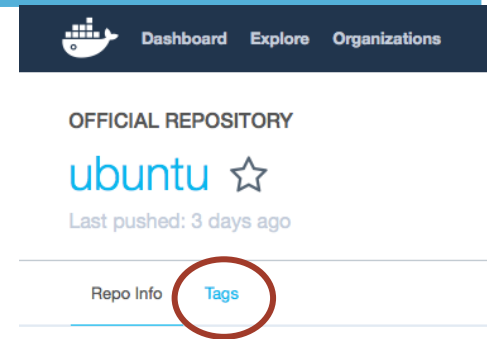 Dashboard Explore Organizations
OFFICIAL REPOSITORY
ubuntu
Last pushed: 3 days ago
Repo Info Tags